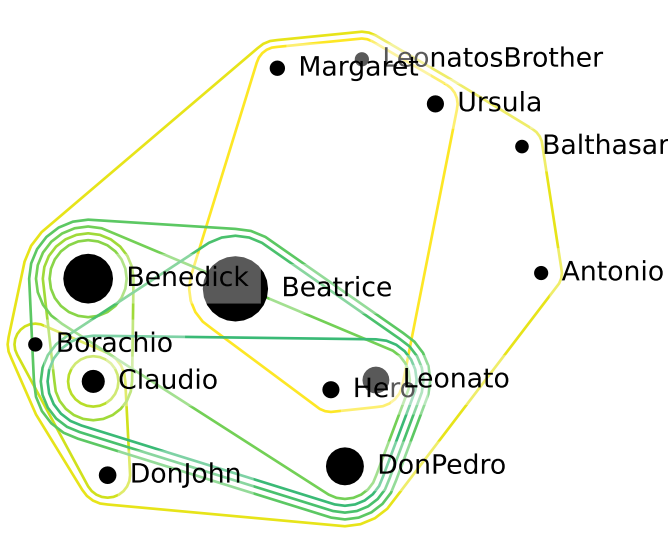 LeonatosBrother
Margaret
Ursula
Balthasar
Antonio
Benedick
Beatrice
Borachio
Claudio
Leonato
Hero
DonPedro
DonJohn